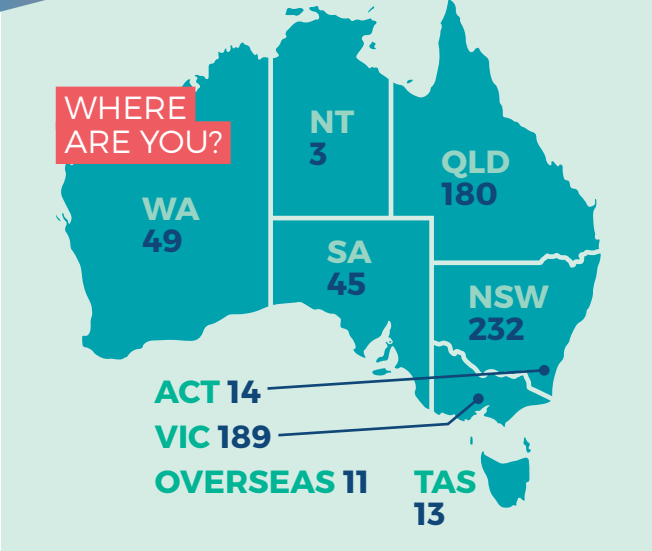 WHERE
ARE YOU?
NT
3
QLD
180
WA
49
SA
45
NSW
232
ACT 14
VIC 189
OVERSEAS 11
TAS
13